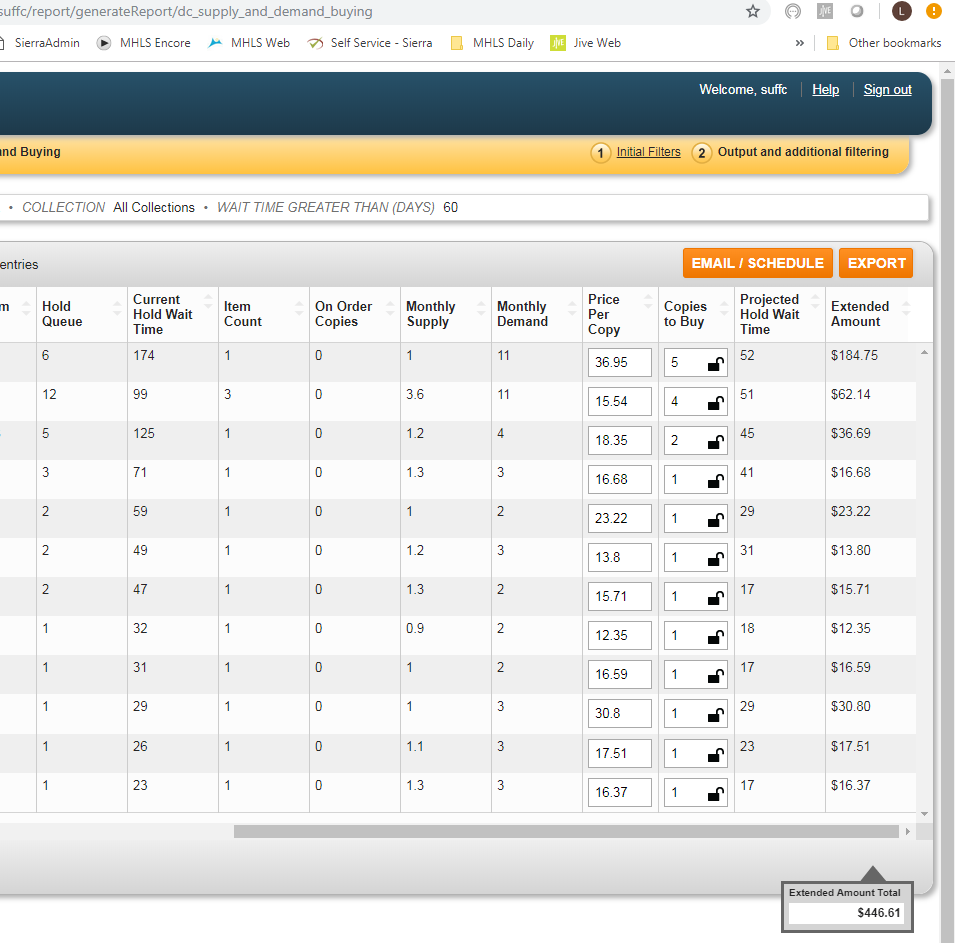 suffc/report/generateReport/dc_supply_and_demand_buying L
SierraAdmin MHLS Encore MHLS Web Self Service - Sierra MHLS Daily Jive Web » Other bookmarks
Welcome, suffc Help Sign out
nd Buying 1 Initial Filters 2 Output and additional filtering
• COLLECTION All Collections • WAIT TIME GREATER THAN (DAYS) 60
entries EMAIL / SCHEDULE EXPORT
m Hold Queue Current Hold Wait Time Item Count On Order Copies Monthly Supply Monthly Demand Price Per Copy Copies to Buy Projected Hold Wait Time Extended Amount
6 174 1 0 1 11 36.95 5 52 $184.75
12 99 3 0 3.6 11 15.54 4 51 $62.14
5 125 1 0 1.2 4 18.35 2 45 $36.69
3 71 1 0 1.3 3 16.68 1 41 $16.68
2 59 1 0 1 2 23.22 1 29 $23.22
2 49 1 0 1.2 3 13.8 1 31 $13.80
2 47 1 0 1.3 2 15.71 1 17 $15.71
1 32 1 0 0.9 2 12.35 1 18 $12.35
1 31 1 0 1 2 16.59 1 17 $16.59
1 29 1 0 1 3 30.8 1 29 $30.80
1 26 1 0 1.1 3 17.51 1 23 $17.51
1 23 1 0 1.3 3 16.37 1 17 $16.37
Extended Amount Total
$446.61